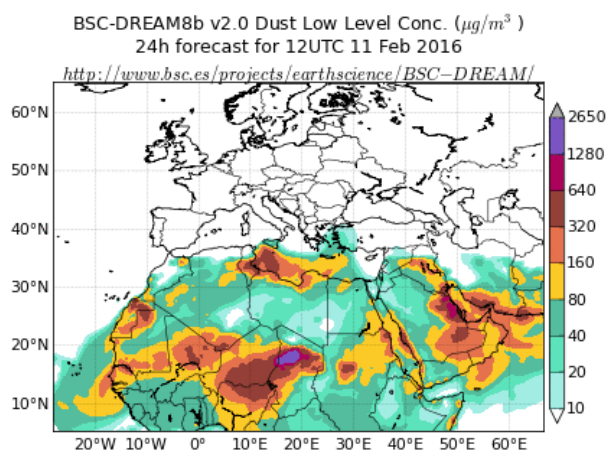 BSC-DREAM8b v2.0 Dust Low Level Conc. (μg/m³ )
24h forecast for 12UTC 11 Feb 2016
http://www.bsc.es/projects/earthscience/BSC−DREAM/
60°N
50°N
40°N
30°N
20°N
10°N
20°W 10°W 0° 10°E 20°E 30°E 40°E 50°E 60°E
2650
1280
640
320
160
80
40
20
10